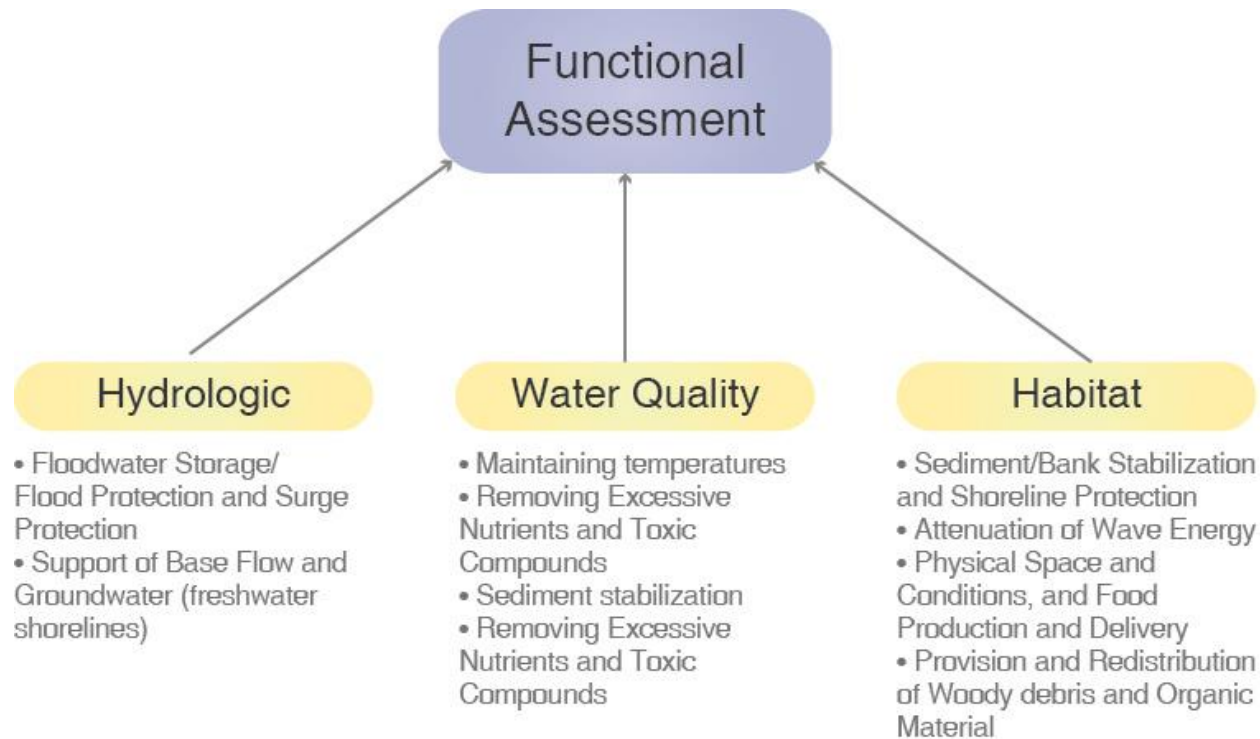 Functional
Assessment
Hydrologic
• Floodwater Storage/
Flood Protection and Surge
Protection
• Support of Base Flow and
Groundwater (freshwater
shorelines)
Water Quality
• Maintaining temperatures
• Removing Excessive
Nutrients and Toxic
Compounds
• Sediment stabilization
• Removing Excessive
Nutrients and Toxic
Compounds
Habitat
• Sediment/Bank Stabilization
and Shoreline Protection
• Attenuation of Wave Energy
• Physical Space and
Conditions, and Food
Production and Delivery
• Provision and Redistribution
of Woody debris and Organic
Material